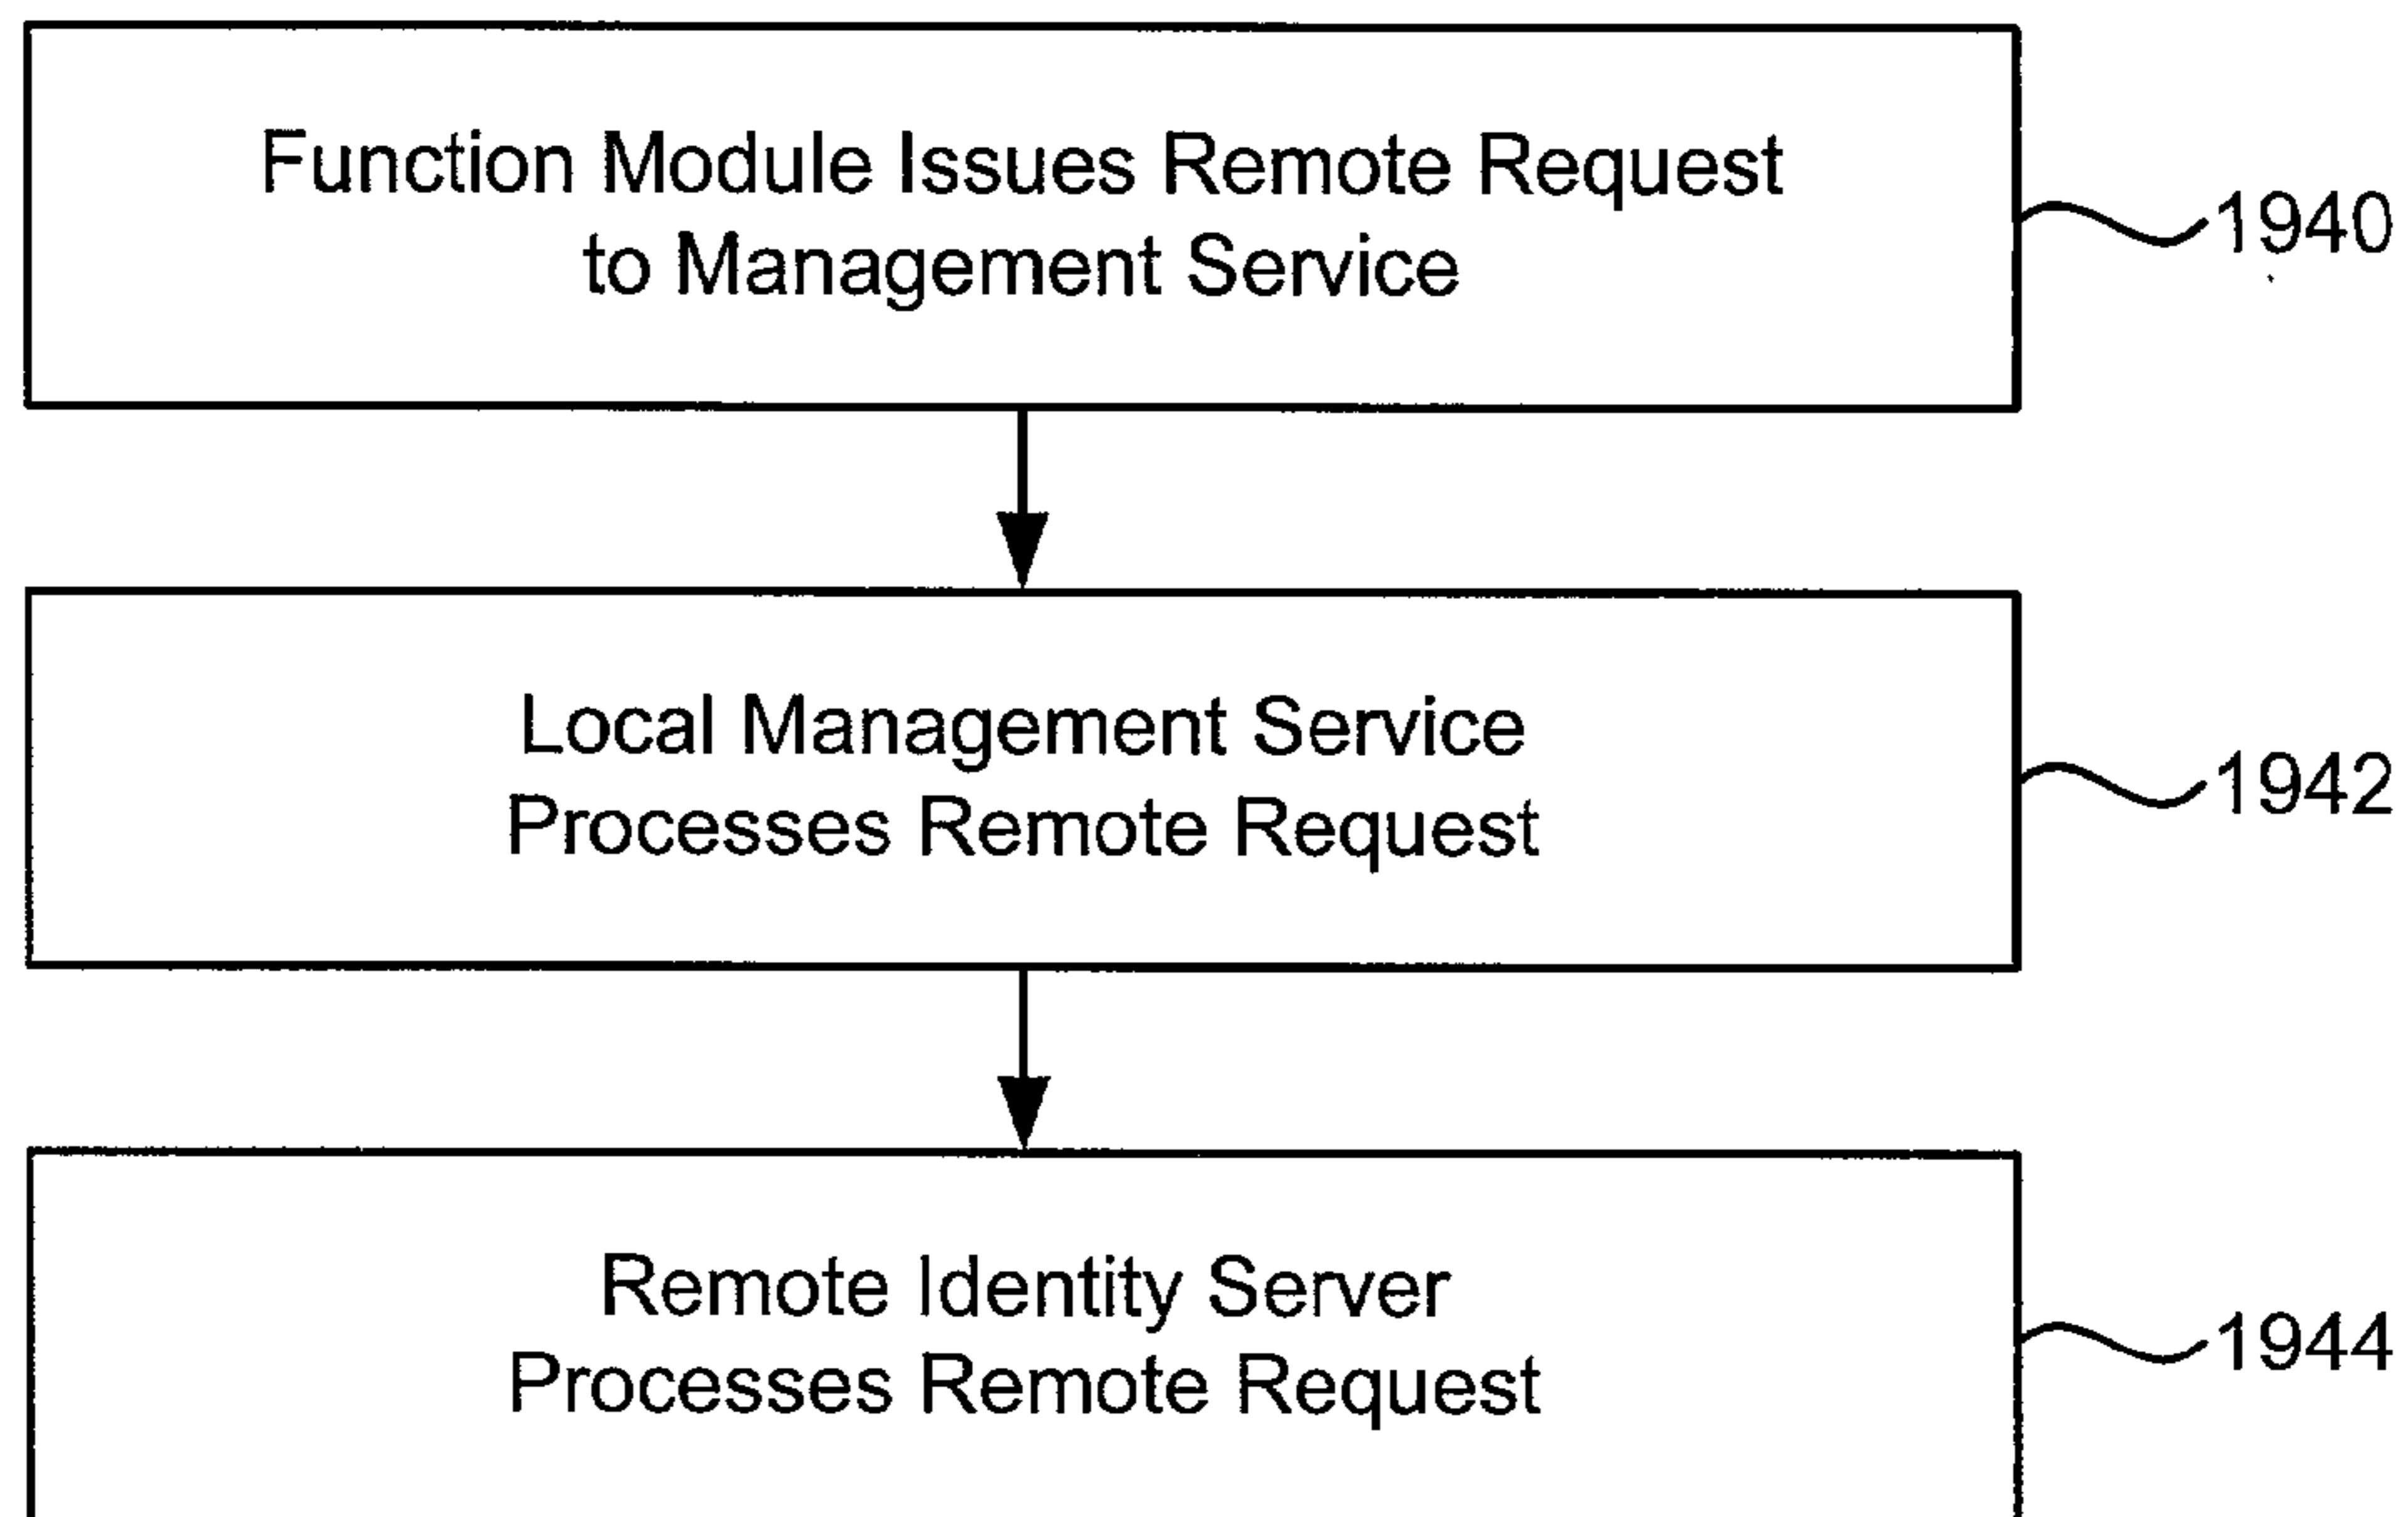 Function Module Issues Remote Request
to Management Service
1940
Local Management Service
Processes Remote Request
1942
Remote Identity Server
Processes Remote Request
1944